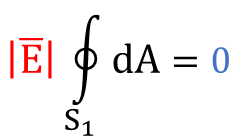 |E̅| ∮ dA = 0
S₁